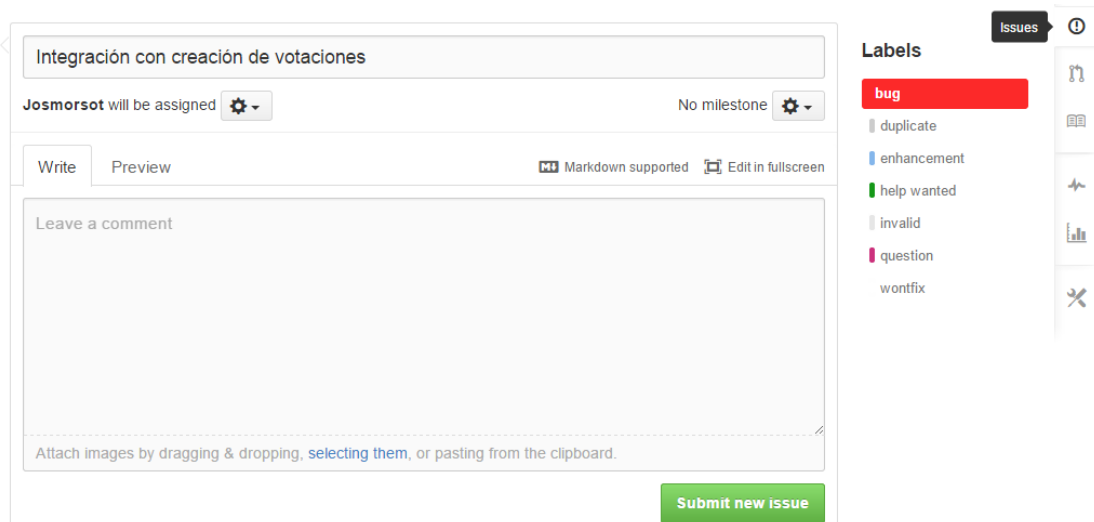 Issues
Integración con creación de votaciones
Josmorsot will be assigned
No milestone
Write
Preview
Markdown supported
Edit in fullscreen
Leave a comment
Attach images by dragging & dropping, selecting them, or pasting from the clipboard.
Submit new issue
Labels
bug
duplicate
enhancement
help wanted
invalid
question
wontfix